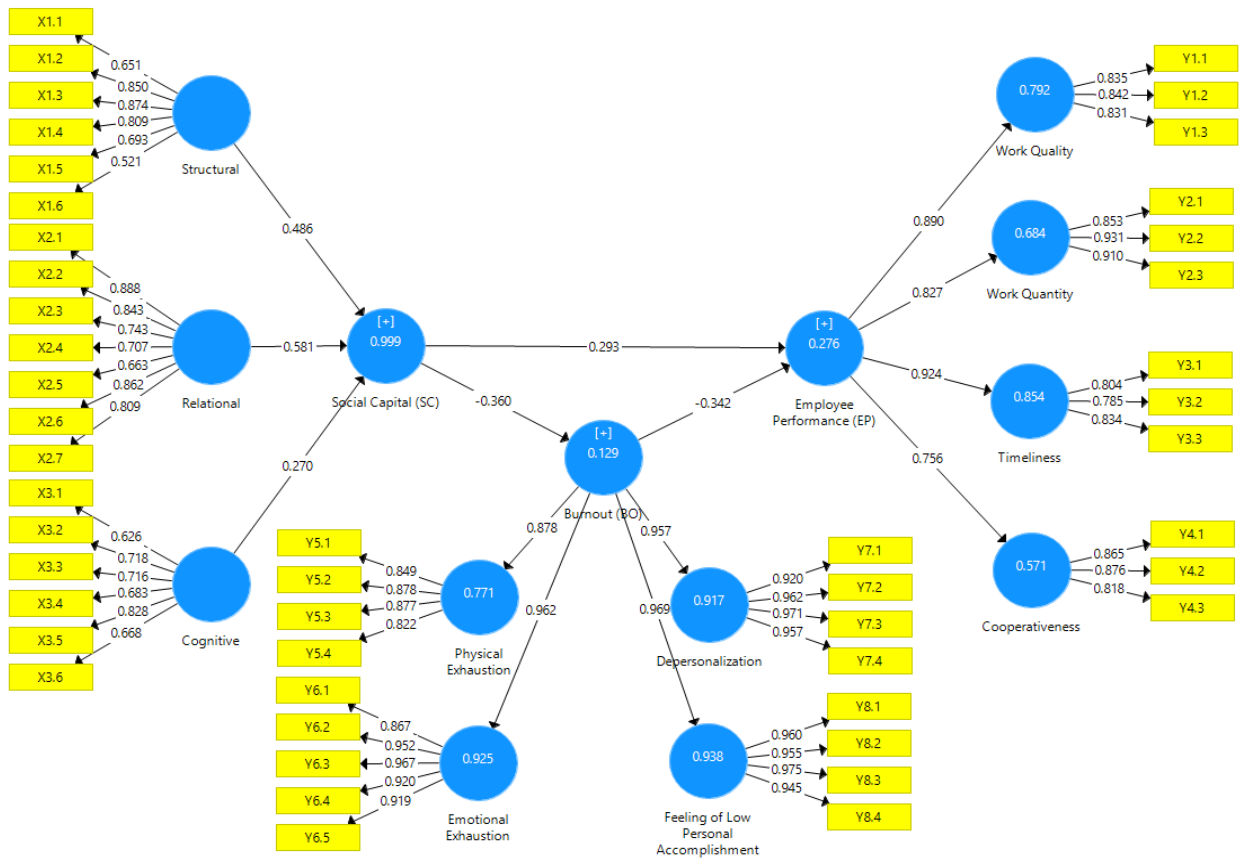 X1.1
X1.2
X1.3
X1.4
X1.5
X1.6
0.651
0.850
0.874
0.809
0.693
0.521
Structural
0.486
X2.1
X2.2
X2.3
X2.4
X2.5
X2.6
X2.7
0.888
0.843
0.743
0.707
0.663
0.862
0.809
Relational
0.581
X3.1
X3.2
X3.3
X3.4
X3.5
X3.6
0.626
0.718
0.716
0.683
0.828
0.668
Cognitive
0.270
[+]
0.999
Social Capital (SC)
0.293
-0.360
[+]
0.129
Burnout (BO)
-0.342
[+]
0.276
Employee
Performance (EP)
0.890
0.827
0.924
0.756
0.792
Work Quality
0.835
0.842
0.831
Y1.1
Y1.2
Y1.3
0.684
Work Quantity
0.853
0.931
0.910
Y2.1
Y2.2
Y2.3
0.854
Timeliness
0.804
0.785
0.834
Y3.1
Y3.2
Y3.3
0.571
Cooperativeness
0.865
0.876
0.818
Y4.1
Y4.2
Y4.3
0.878
0.962
0.957
0.969
Y5.1
Y5.2
Y5.3
Y5.4
0.849
0.878
0.877
0.822
0.771
Physical
Exhaustion
Y6.1
Y6.2
Y6.3
Y6.4
Y6.5
0.867
0.952
0.967
0.920
0.919
0.925
Emotional
Exhaustion
0.917
Depersonalization
0.920
0.962
0.971
0.957
Y7.1
Y7.2
Y7.3
Y7.4
0.938
Feeling of Low
Personal
Accomplishment
0.960
0.955
0.975
0.945
Y8.1
Y8.2
Y8.3
Y8.4